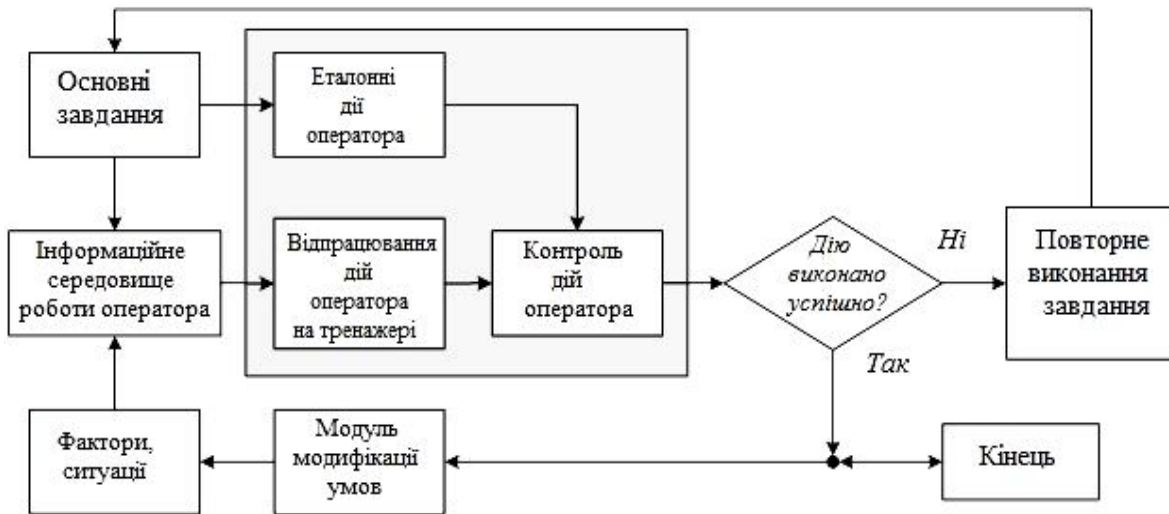 Основні
завдання
Еталонні
дії
оператора
Інформаційне
середовище
роботи оператора
Відпрацювання
дій
оператора
на тренажері
Контроль
дій
оператора
Дію
виконано
успішно?
Ні
Повторне
виконання
завдання
Так
Фактори,
ситуації
Модуль
модифікації
умов
Кінець